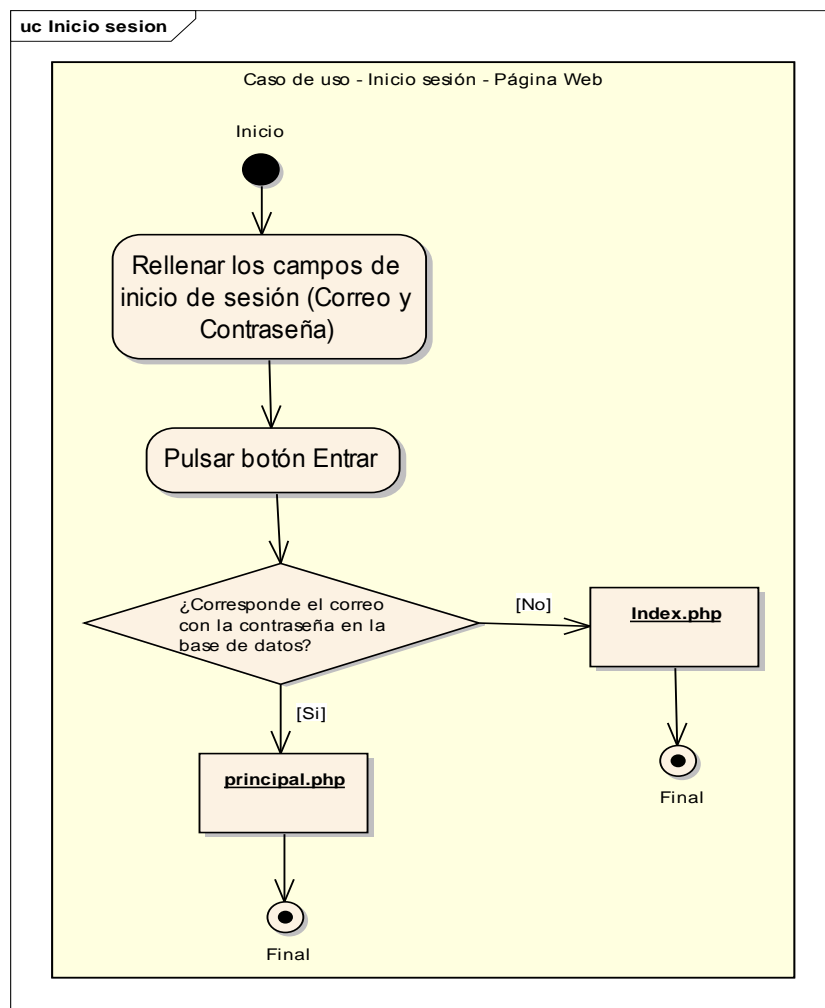 uc Inicio sesion
Caso de uso - Inicio sesión - Página Web
Inicio
Rellenar los campos de
inicio de sesión (Correo y
Contraseña)
Pulsar botón Entrar
¿Corresponde el correo
con la contraseña en la
base de datos?
[No]
Index.php
[Si]
principal.php
Final
Final